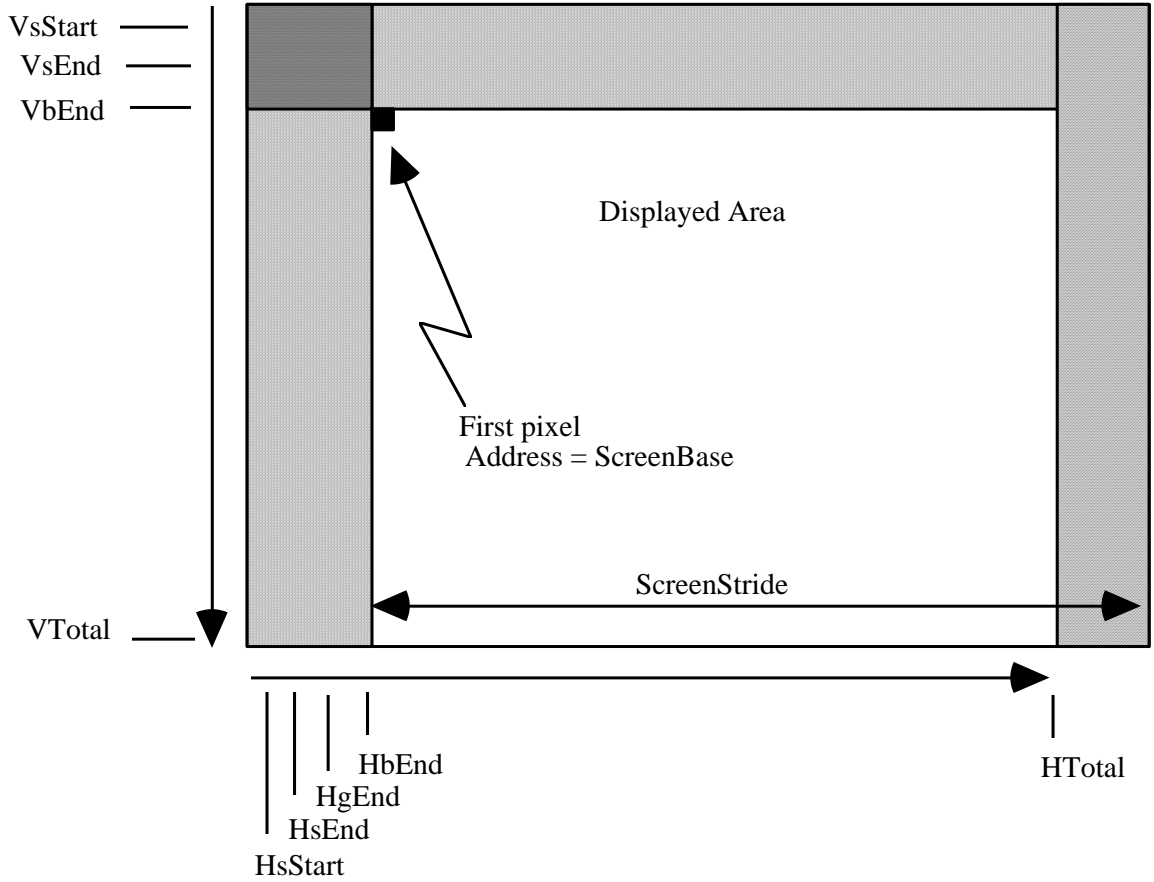 VsStart
VsEnd
VbEnd
Displayed Area
First pixel
Address = ScreenBase
ScreenStride
VTotal
HbEnd
HTotal
HgEnd
HsEnd
HsStart